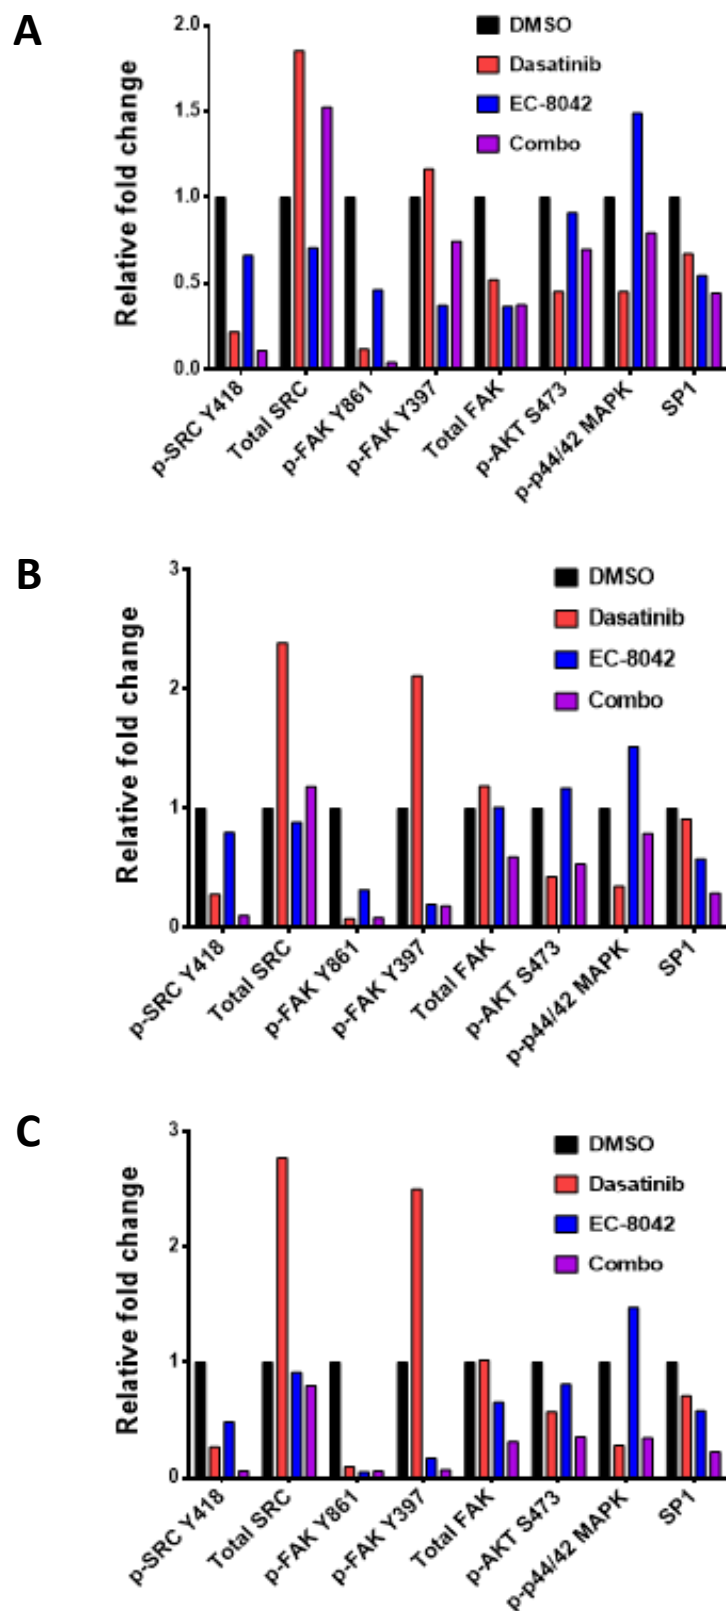 A
Relative fold change
2.0
1.5
1.0
0.5
0.0
DMSO
Dasatinib
EC-8042
Combo
p-SRC Y418
Total SRC
p-FAK Y861
p-FAK Y397
Total FAK
p-AKT S473
p-p44/42 MAPK
SP1
B
Relative fold change
3
2
1
0
DMSO
Dasatinib
EC-8042
Combo
p-SRC Y418
Total SRC
p-FAK Y861
p-FAK Y397
Total FAK
p-AKT S473
p-p44/42 MAPK
SP1
C
Relative fold change
3
2
1
0
DMSO
Dasatinib
EC-8042
Combo
p-SRC Y418
Total SRC
p-FAK Y861
p-FAK Y397
Total FAK
p-AKT S473
p-p44/42 MAPK
SP1